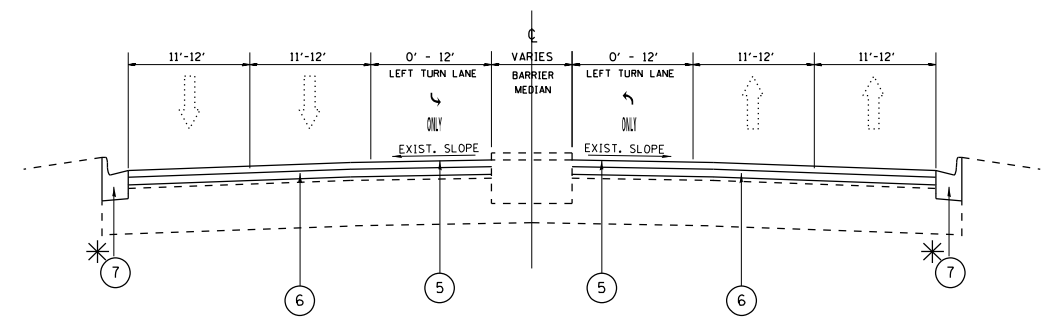 ℄
11'-12' 11'-12' 0' - 12' VARIES 0' - 12' 11'-12' 11'-12'
LEFT TURN LANE BARRIER LEFT TURN LANE
MEDIAN
ONLY ONLY
EXIST. SLOPE EXIST. SLOPE
7 6 5 5 6 7